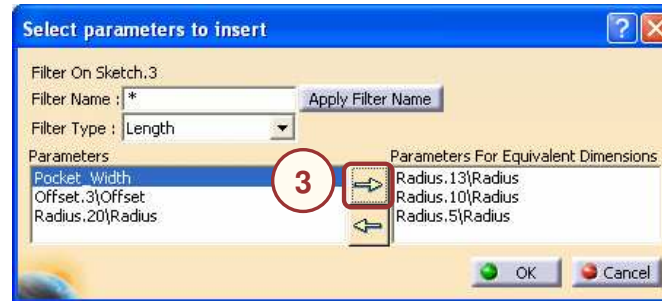 Select parameters to insert
Filter On Sketch.3
Filter Name : * Apply Filter Name
Filter Type : Length
Parameters
Pocket_Width
Offset.3\Offset
Radius.20\Radius
3
Parameters For Equivalent Dimensions
Radius.13\Radius
Radius.10\Radius
Radius.5\Radius
OK Cancel